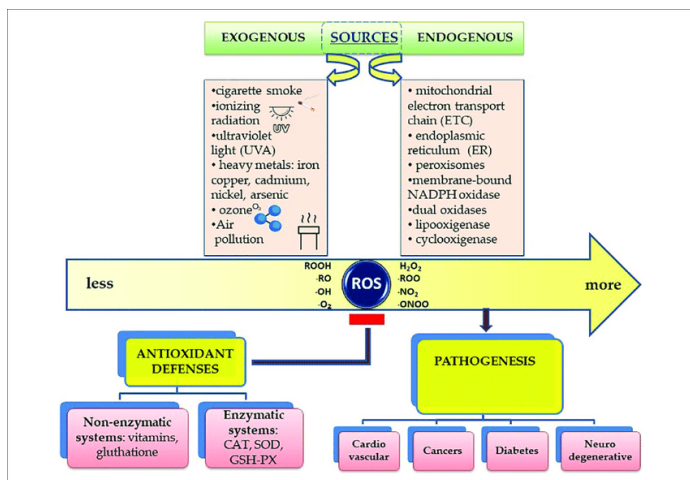 EXOGENOUS SOURCES ENDOGENOUS
•cigarette smoke
•ionizing
radiation
•ultraviolet
light (UVA)
• heavy metals: iron
copper, cadmium,
nickel, arsenic
• ozone
•Air
pollution
UV
O₃
• mitochondrial
electron transport
chain (ETC)
• endoplasmic
reticulum (ER)
• peroxisomes
•membrane-bound
NADPH oxidase
• dual oxidases
• lipooxigenase
• cyclooxigenase
less
ROOH
·RO
·OH
·O₂
ROS
H₂O₂
·ROO
·NO₂
·ONOO
more
ANTIOXIDANT
DEFENSES
Non-enzymatic
systems: vitamins,
gluthatione
Enzymatic
systems:
CAT, SOD,
GSH-PX
PATHOGENESIS
Cardio
vascular
Cancers
Diabetes
Neuro
degenerative